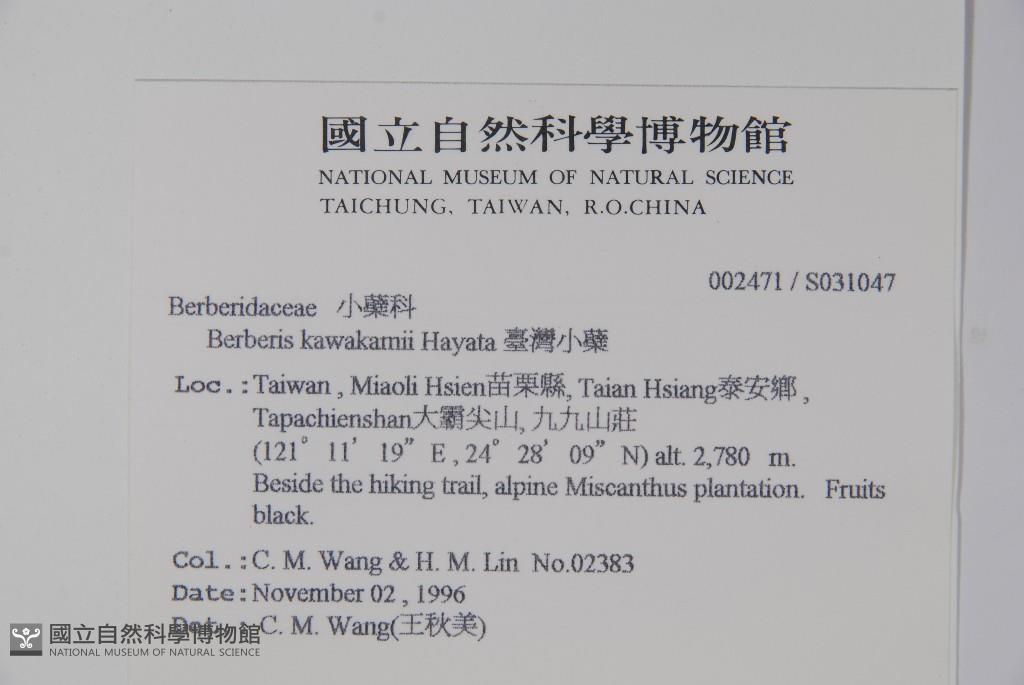 國立自然科學博物館
NATIONAL MUSEUM OF NATURAL SCIENCE
TAICHUNG, TAIWAN, R.O.CHINA
002471 / S031047
Berberidaceae 小蘗科
Berberis kawakamii Hayata 臺灣小蘗
Loc.: Taiwan , Miaoli Hsien苗栗縣, Taian Hsiang泰安鄉 ,
Tapachienshan大霸尖山, 九九山莊
(121° 11’ 19” E , 24° 28’ 09” N) alt. 2,780 m.
Beside the hiking trail, alpine Miscanthus plantation. Fruits
black.
Col.: C. M. Wang & H. M. Lin No.02383
Date: November 02 , 1996
Det.: C. M. Wang(王秋美)
國立自然科學博物館
NATIONAL MUSEUM OF NATURAL SCIENCE